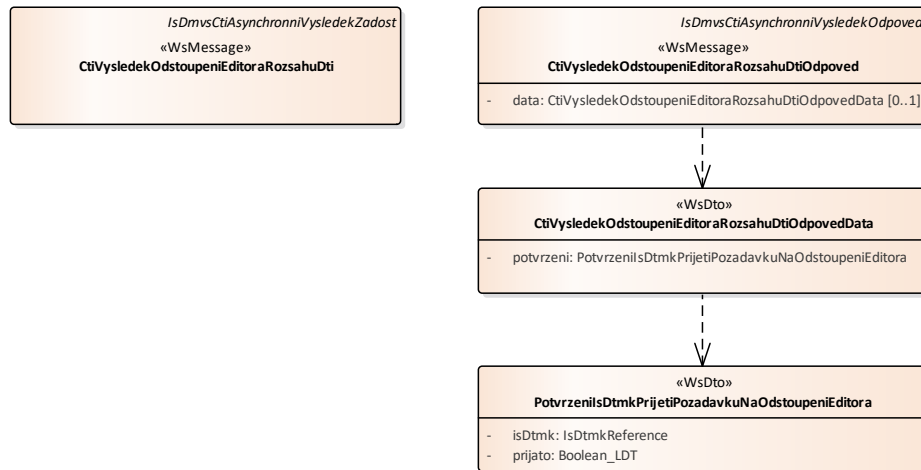 IsDmvsCtiAsynchronniVysledekZadost
«WsMessage»
CtiVysledekOdstoupeniEditoraRozsahuDti
IsDmvsCtiAsynchronniVysledekOdpoved
«WsMessage»
CtiVysledekOdstoupeniEditoraRozsahuDtiOdpoved
- data: CtiVysledekOdstoupeniEditoraRozsahuDtiOdpovedData [0..1]
«WsDto»
CtiVysledekOdstoupeniEditoraRozsahuDtiOdpovedData
- potvrzeni: PotvrzeniIsDtmkPrijetiPozadavkuNaOdstoupeniEditora
«WsDto»
PotvrzeniIsDtmkPrijetiPozadavkuNaOdstoupeniEditora
- isDtmk: IsDtmkReference
- prijato: Boolean_LDT